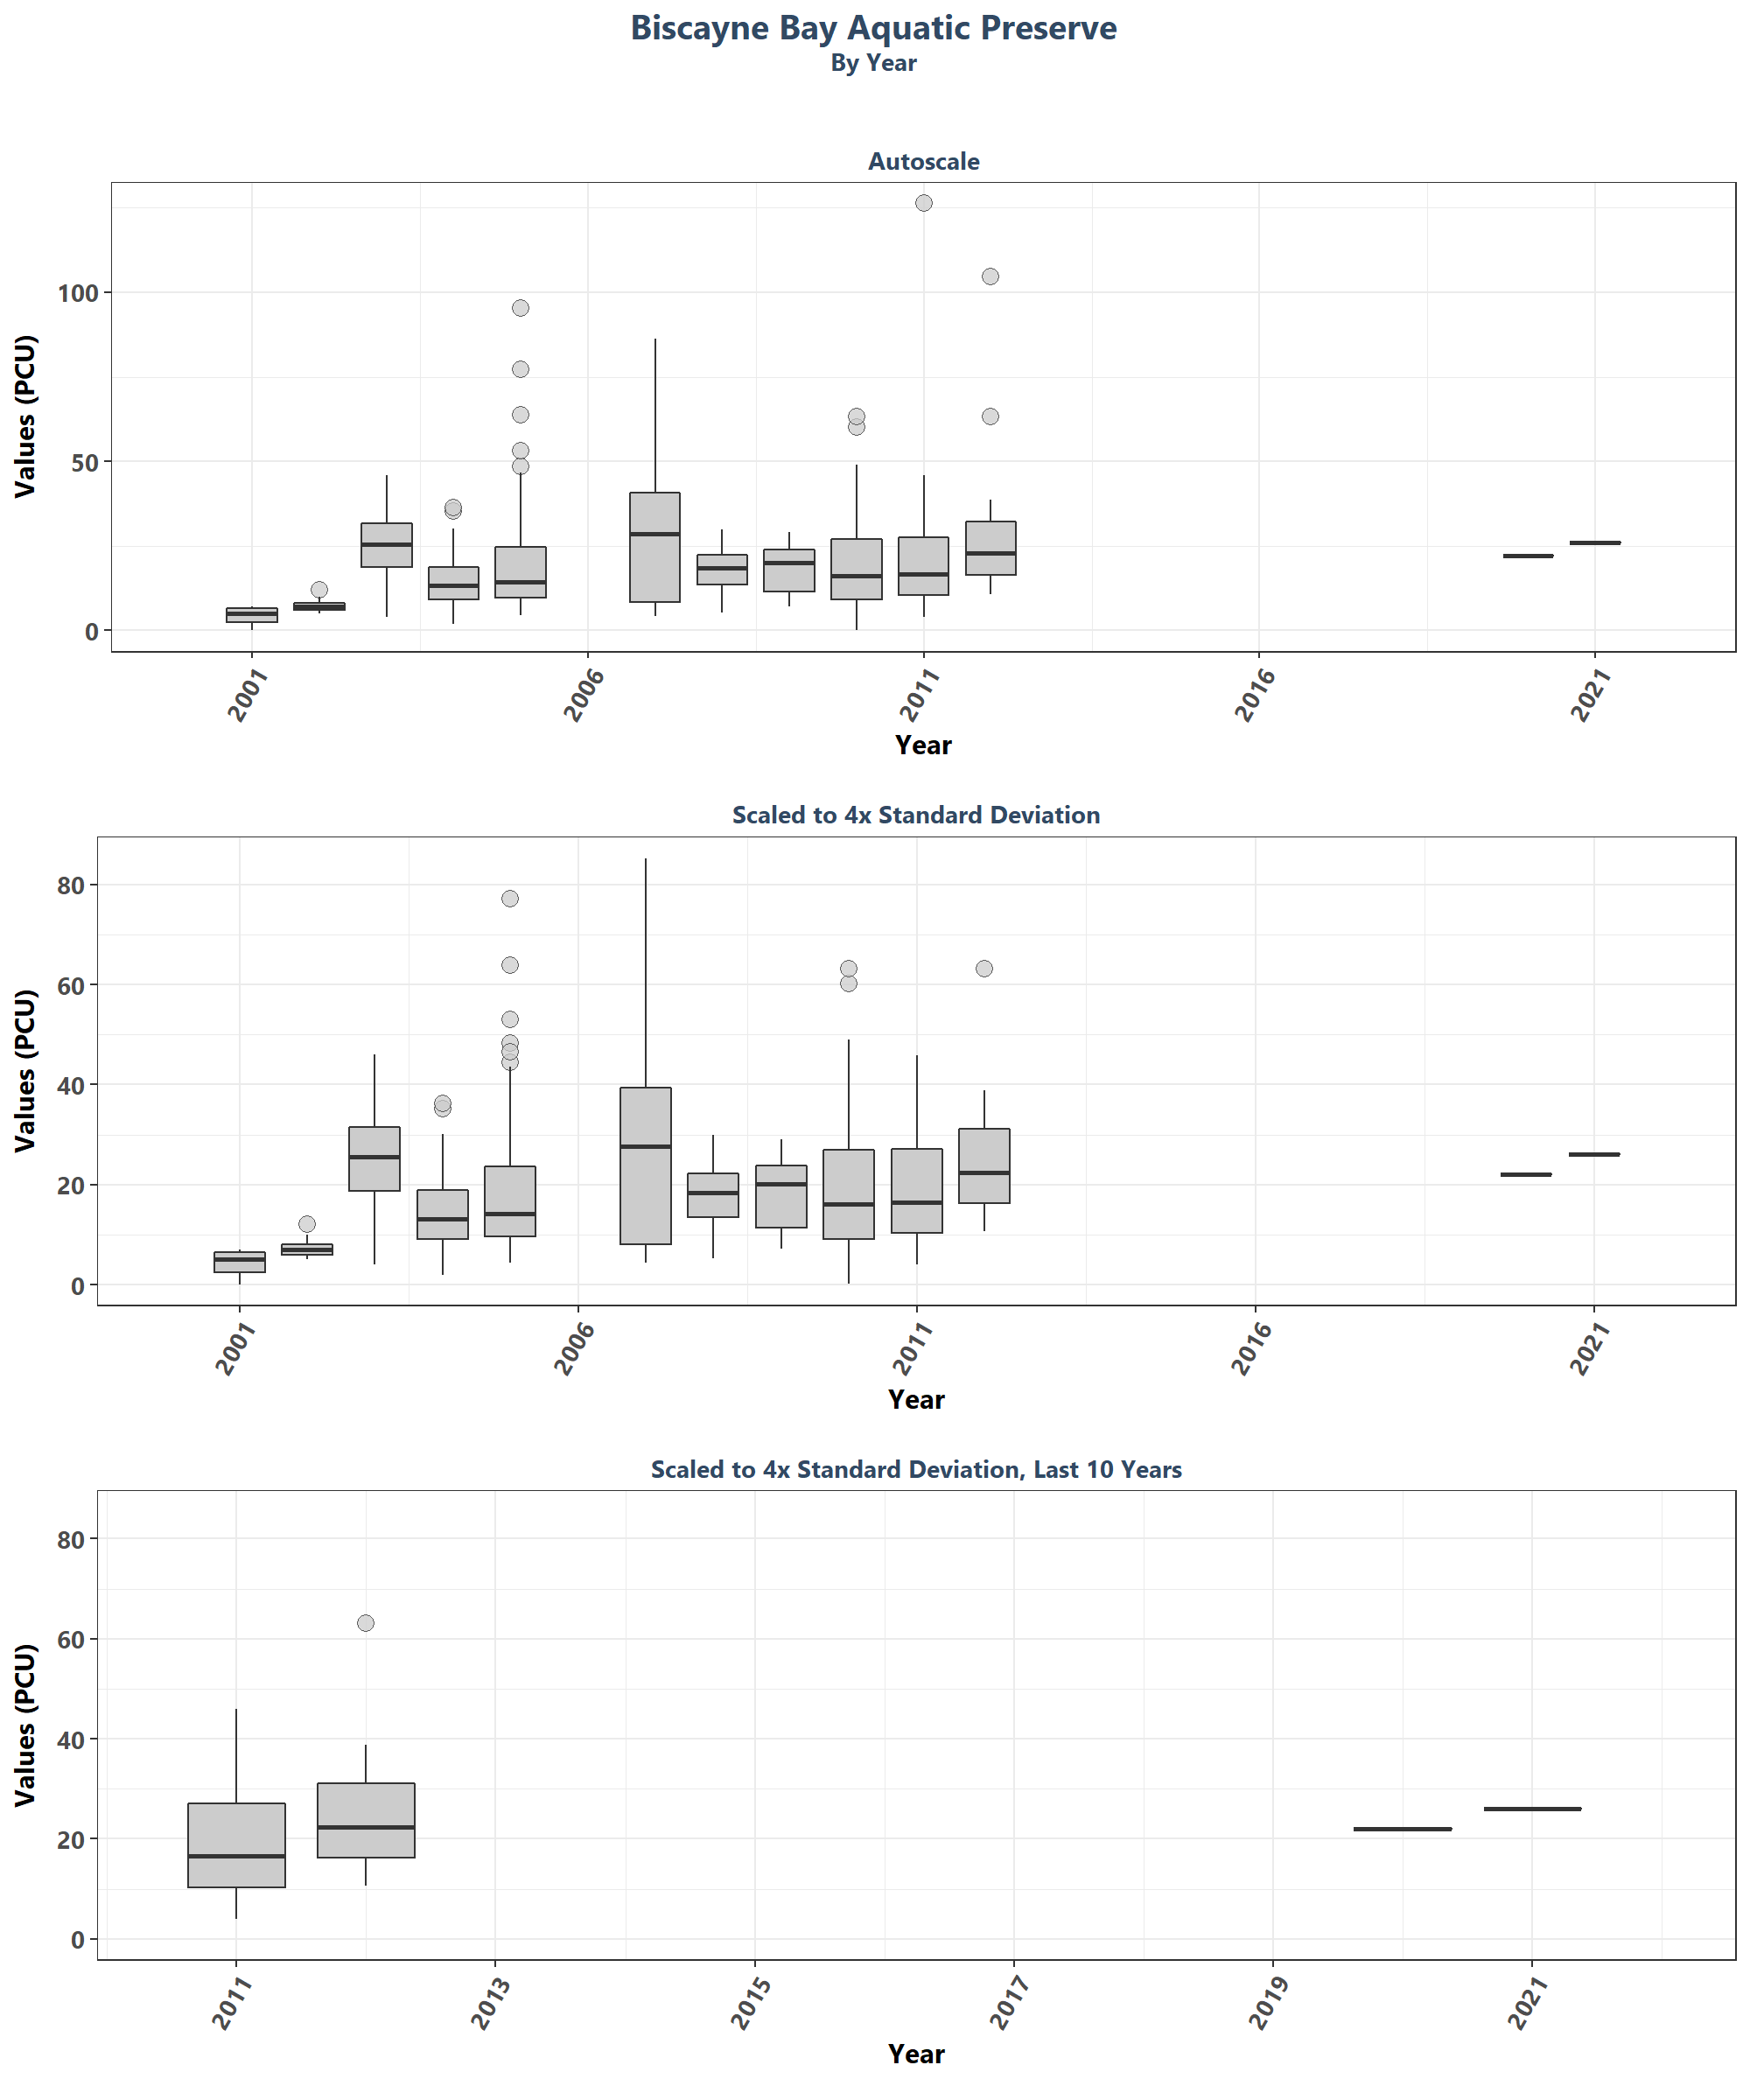 Biscayne Bay Aquatic Preserve
By Year
Autoscale
Values (PCU)
100
50
0
2001 2006 2011 2016 2021
Year
Scaled to 4x Standard Deviation
Values (PCU)
80
60
40
20
0
2001 2006 2011 2016 2021
Year
Scaled to 4x Standard Deviation, Last 10 Years
Values (PCU)
80
60
40
20
0
2011 2013 2015 2017 2019 2021
Year